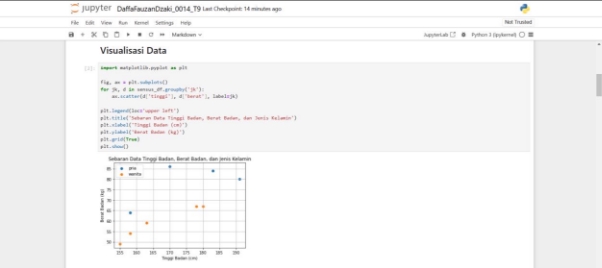 jupyter DaffaFauzanDzaki_0014_T9 Last Checkpoint: 14 minutes ago
File Edit View Run Kernel Settings Help
Not Trusted
Markdown
JupyterLab
Python 3 (ipykernel)
Visualisasi Data
import matplotlib.pyplot as plt
fig, ax = plt.subplots()
for jk, d in sensus_df.groupby('jk'):
ax.scatter(d['tinggi'], d['berat'], label=jk)
plt.legend(loc='upper left')
plt.title('Sebaran Data Tinggi Badan, Berat Badan, dan Jenis Kelamin')
plt.xlabel('Tinggi Badan (cm)')
plt.ylabel('Berat Badan (kg)')
plt.grid(True)
plt.show()
Sebaran Data Tinggi Badan, Berat Badan, dan Jenis Kelamin
pria
wanita
85
80
75
70
65
60
55
50
Berat Badan (kg)
155 160 165 170 175 180 185 190
Tinggi Badan (cm)